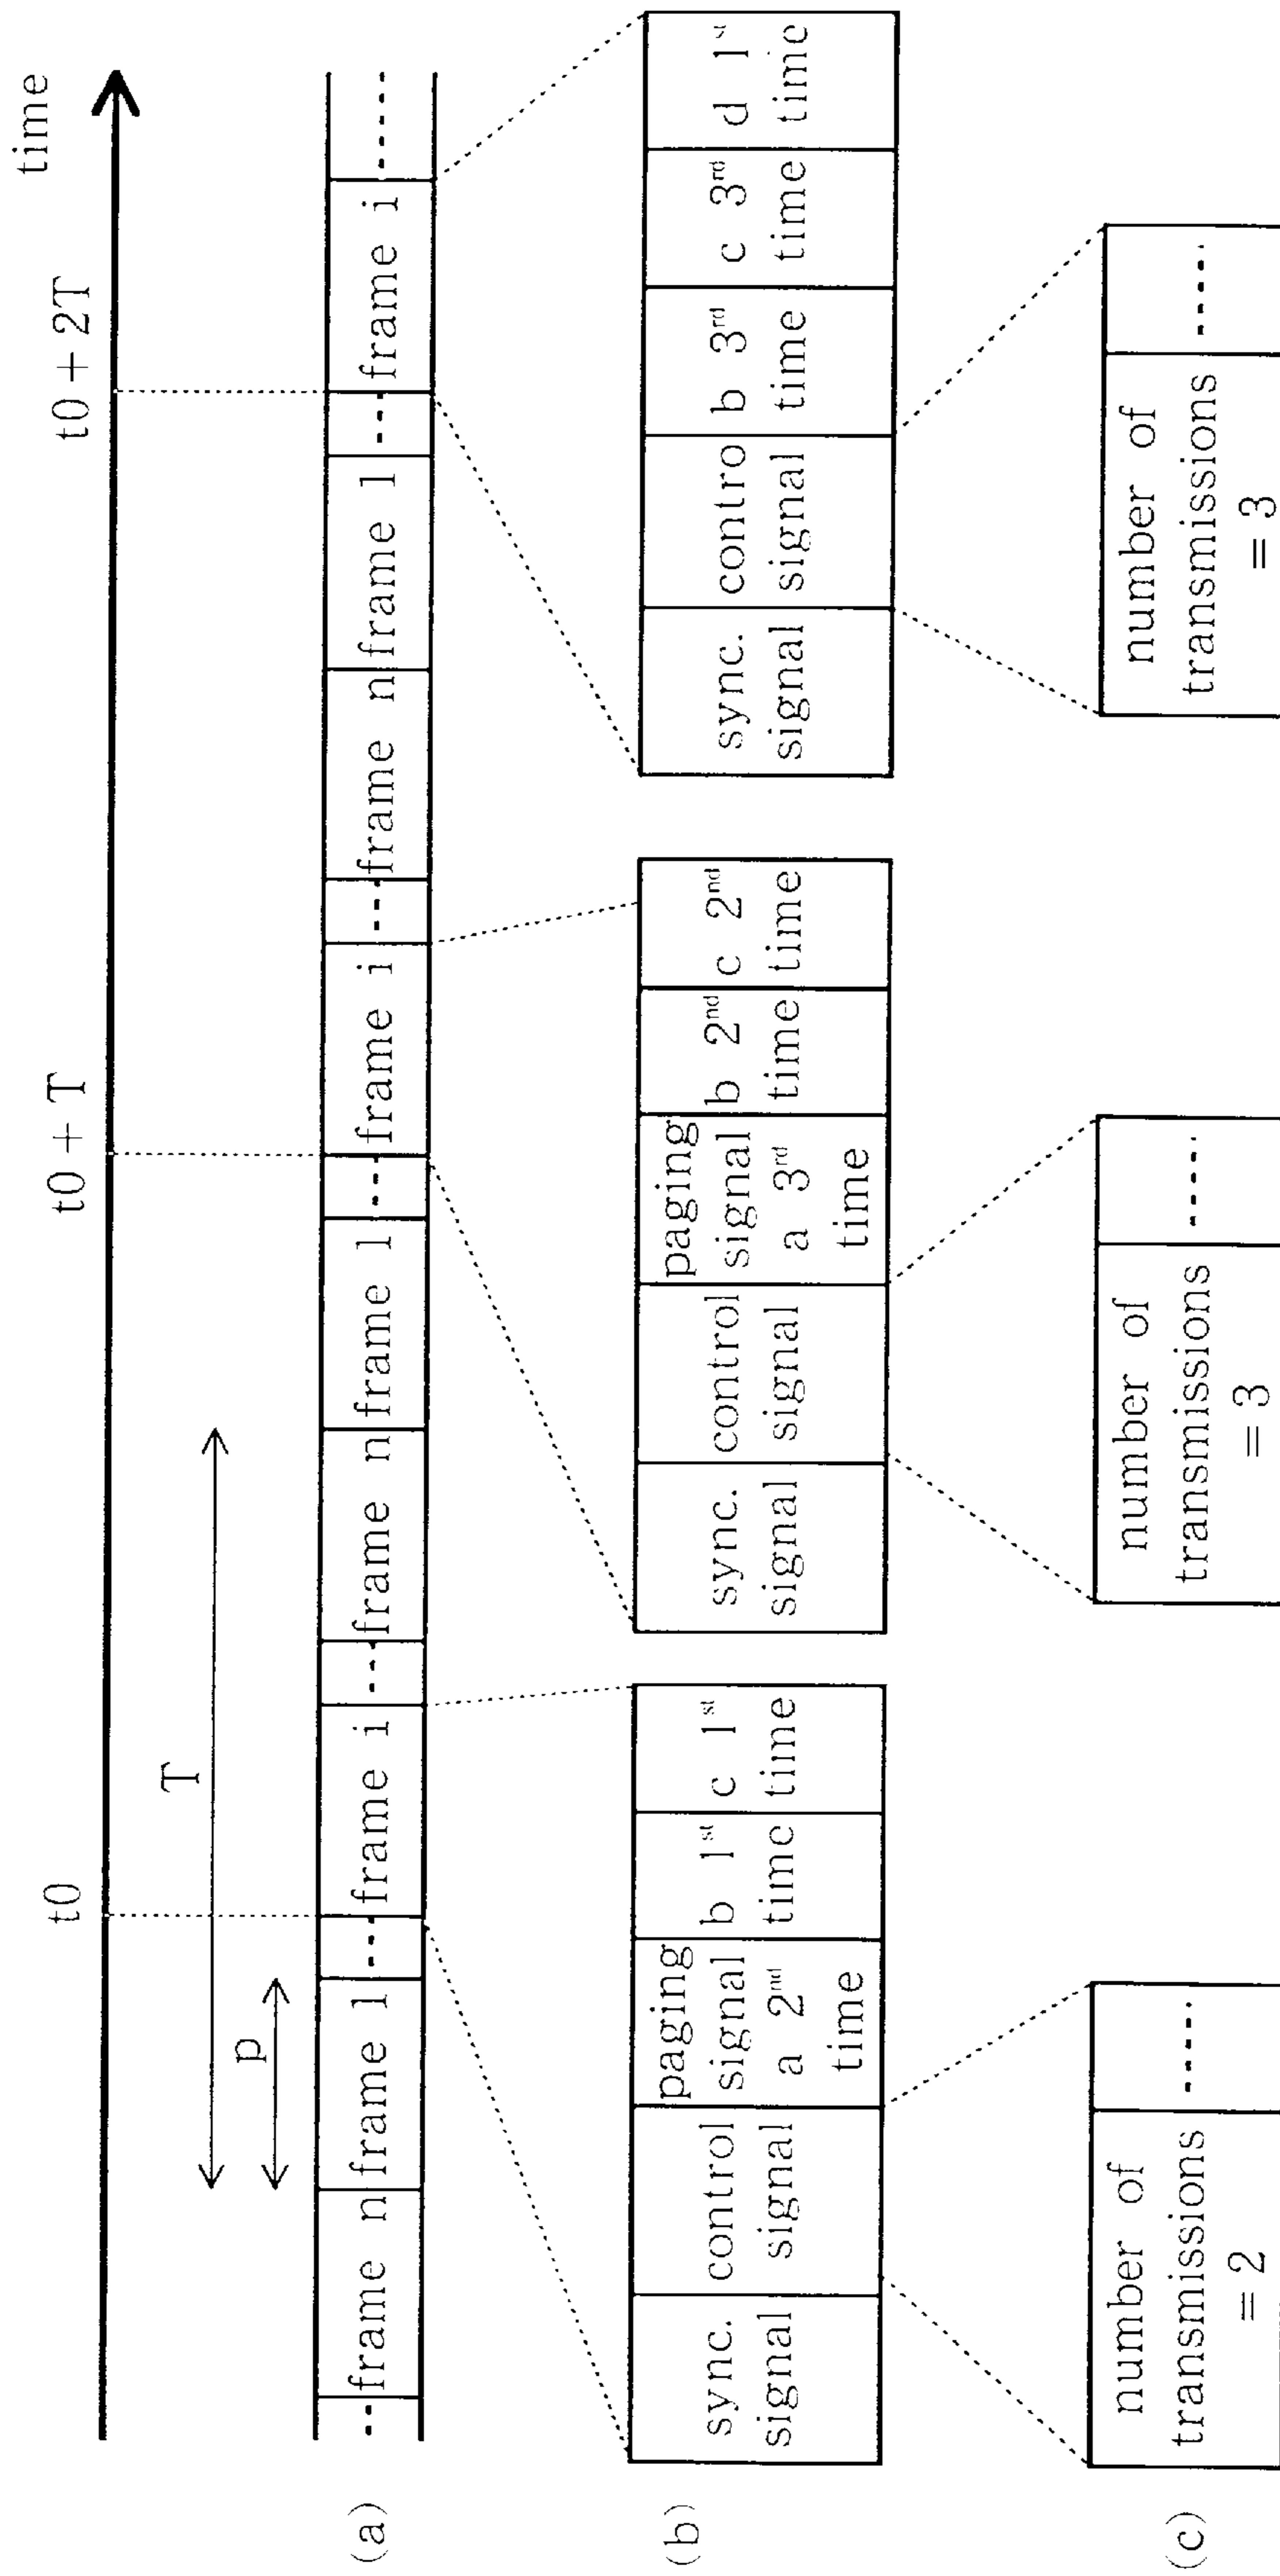 time
t0
t0 + T
t0 + 2T
T
p
(a)
frame n
frame 1
frame i
frame n
frame 1
frame i
frame n
frame 1
frame i
(b)
sync.
signal
control
signal
paging
signal
a 2nd
time
b 1st
time
c 1st
time
sync.
signal
control
signal
paging
signal
a 3rd
time
b 2nd
time
c 2nd
time
sync.
signal
contro
signal
b 3rd
time
c 3rd
time
d 1st
time
(c)
number of
transmissions
= 2
number of
transmissions
= 3
number of
transmissions
= 3